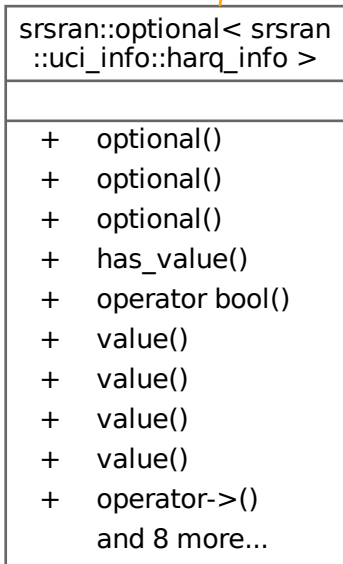 srsran::optional< srsran
::uci_info::harq_info >
+ optional()
+ optional()
+ optional()
+ has_value()
+ operator bool()
+ value()
+ value()
+ value()
+ value()
+ operator->()
and 8 more...